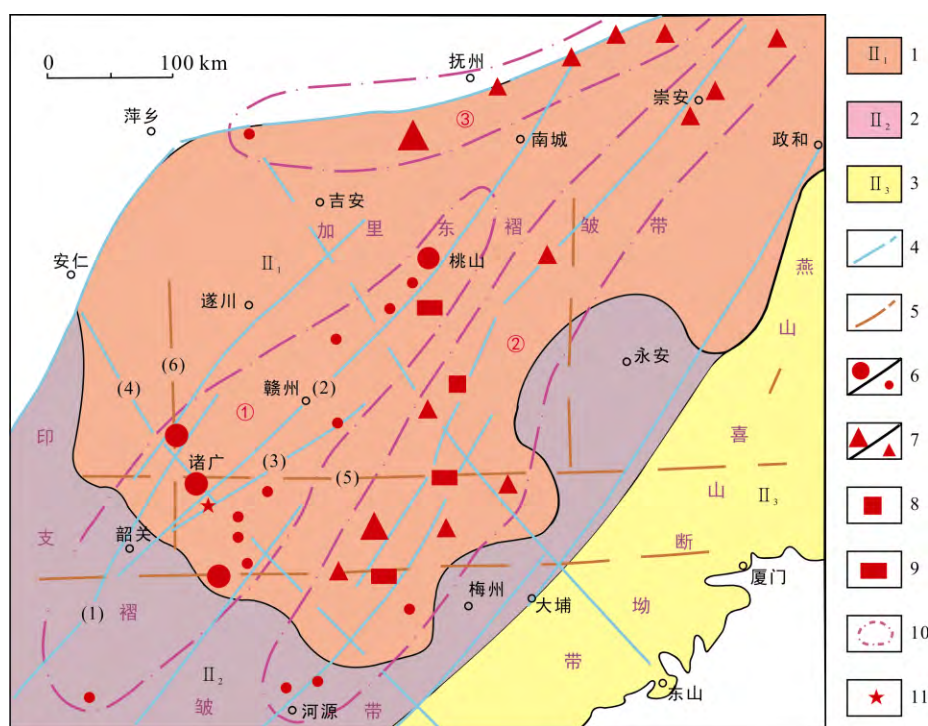 0 100 km
抚州
萍乡
崇安
③
南城
政和
吉安
加里东褶皱带
Ⅱ₁
安仁
桃山
遂川
燕山喜山断坳带
②
永安
(6)
(4)
赣州
(2)
①
印支褶皱带
诸广
(3)
(5)
Ⅱ₃
韶关
厦门
梅州
大埔
(1)
Ⅱ₂
东山
河源
Ⅱ₁ 1
Ⅱ₂ 2
Ⅱ₃ 3
4
5
6
7
8
9
10
11